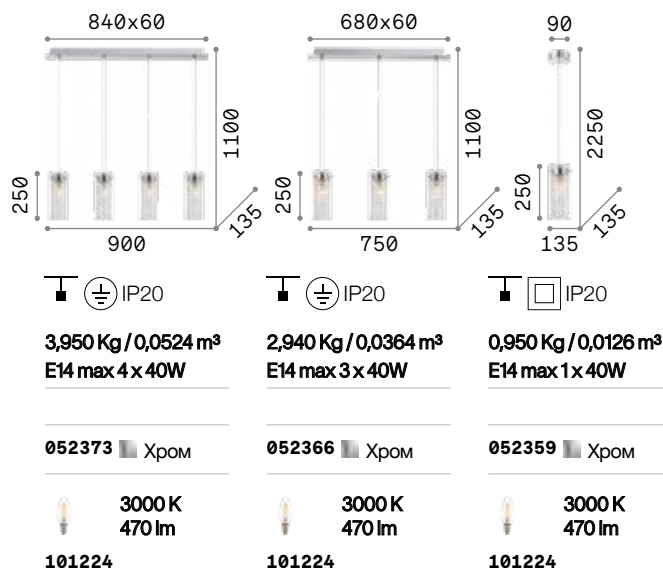 840x60
1100
250
900
135
IP20
3,950 Kg / 0,0524 m³
E14 max 4 x 40W
052373 Хром
3000 K
470 lm
101224
680x60
1100
250
750
135
IP20
2,940 Kg / 0,0364 m³
E14 max 3 x 40W
052366 Хром
3000 K
470 lm
101224
90
2250
250
135
135
IP20
0,950 Kg / 0,0126 m³
E14 max 1 x 40W
052359 Хром
3000 K
470 lm
101224